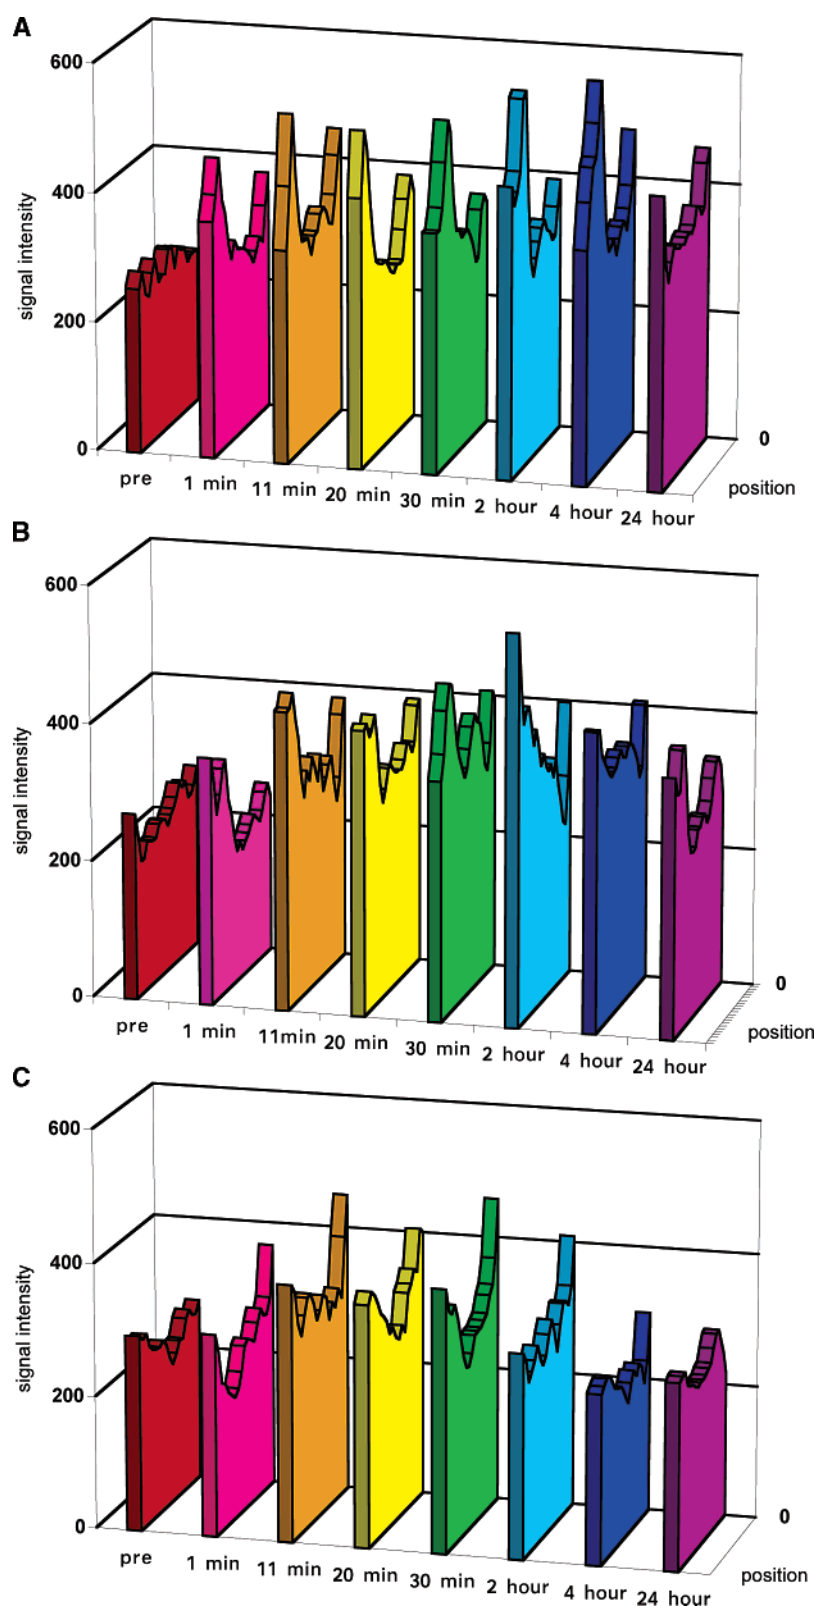 A
600
400
200
0
signal intensity
0
position
pre
1 min
11 min
20 min
30 min
2 hour
4 hour
24 hour
B
600
400
200
0
signal intensity
0
position
pre
1 min
11min
20 min
30 min
2 hour
4 hour
24 hour
C
600
400
200
0
signal intensity
0
position
pre
1 min
11 min
20 min
30 min
2 hour
4 hour
24 hour